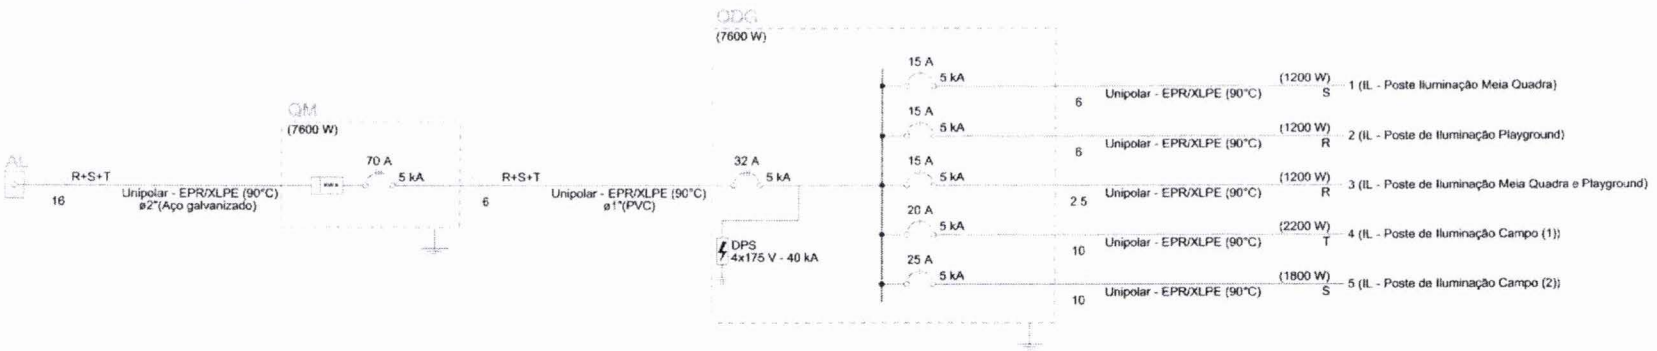 QDG
(7600 W)
15 A
5 kA
(1200 W)
1 (IL - Poste Iluminação Meia Quadra)
6
Unipolar - EPR/XLPE (90°C)
S
QM
(7600 W)
15 A
5 kA
(1200 W)
2 (IL - Poste de Iluminação Playground)
6
Unipolar - EPR/XLPE (90°C)
R
AL
R+S+T
16
Unipolar - EPR/XLPE (90°C)
ø2"(Aço galvanizado)
70 A
5 kA
R+S+T
6
Unipolar - EPR/XLPE (90°C)
ø1"(PVC)
32 A
5 kA
15 A
5 kA
(1200 W)
3 (IL - Poste de Iluminação Meia Quadra e Playground)
2.5
Unipolar - EPR/XLPE (90°C)
R
DPS
4x175 V - 40 kA
20 A
5 kA
(2200 W)
4 (IL - Poste de Iluminação Campo (1))
10
Unipolar - EPR/XLPE (90°C)
T
25 A
5 kA
(1800 W)
5 (IL - Poste de Iluminação Campo (2))
10
Unipolar - EPR/XLPE (90°C)
S